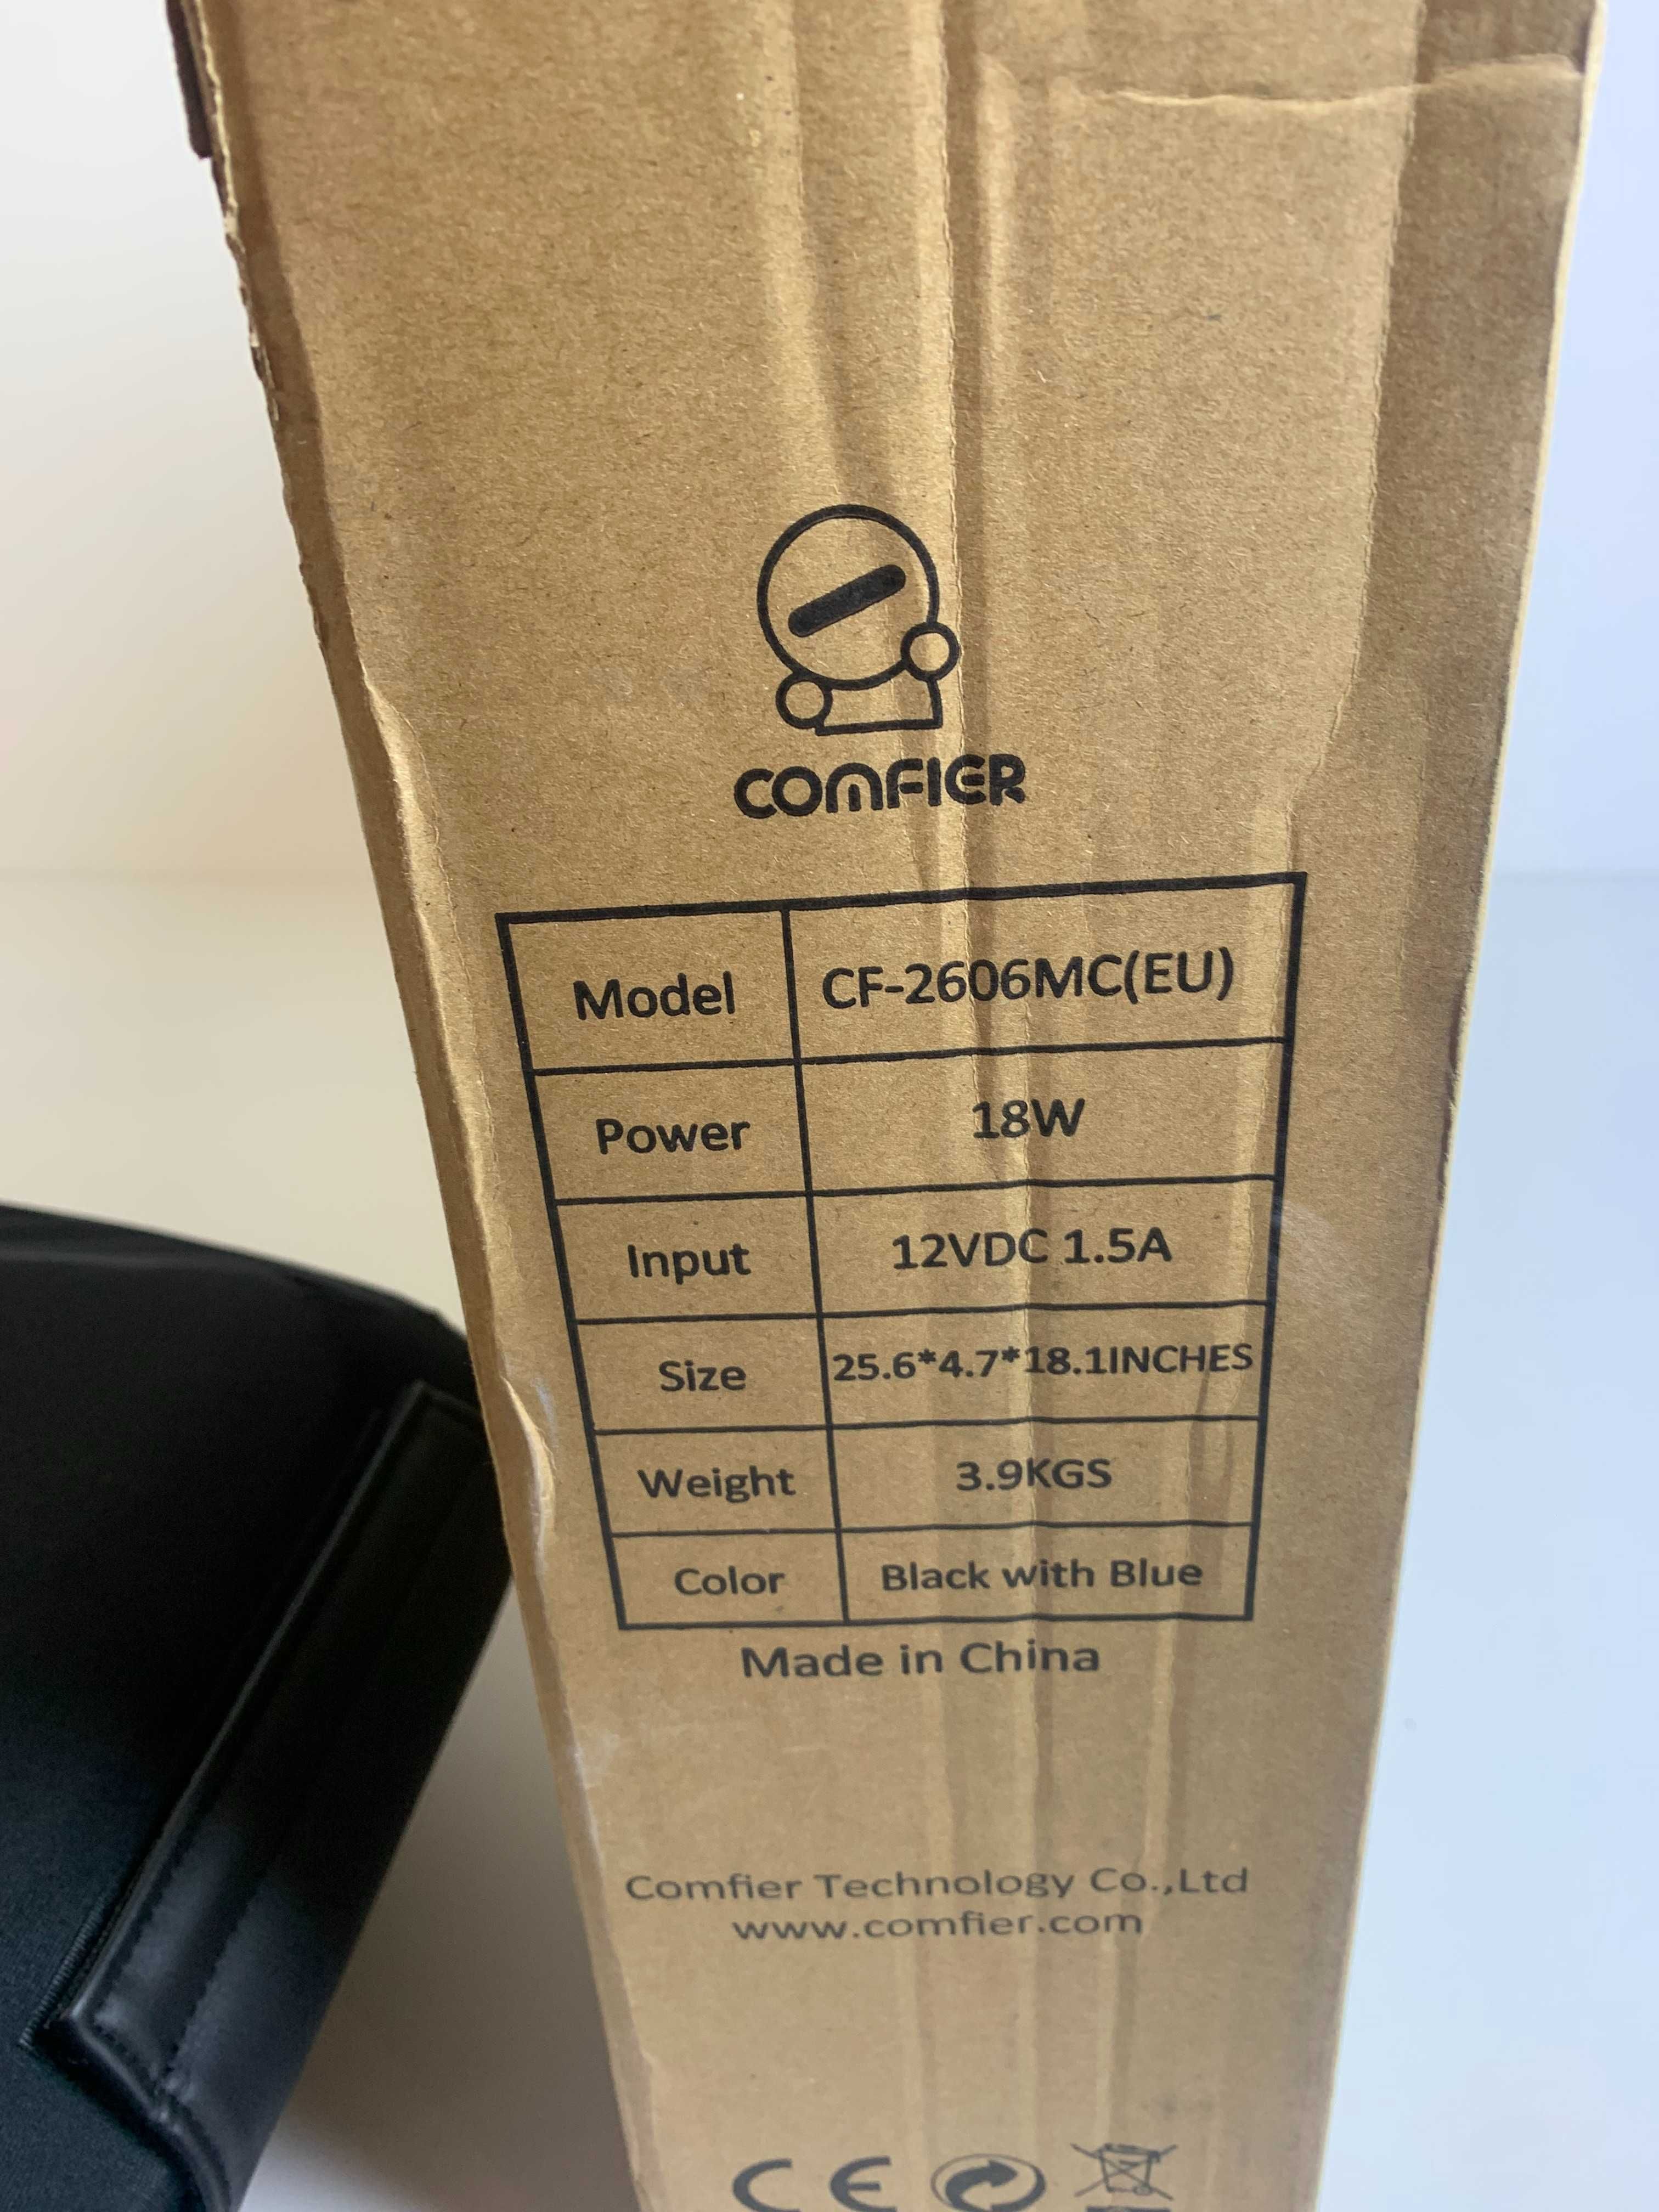 COMFIER
Model CF-2606MC(EU)
Power 18W
Input 12VDC 1.5A
Size 25.6*4.7*18.1INCHES
Weight 3.9KGS
Color Black with Blue
Made in China
Comfier Technology Co.,Ltd
www.comfier.com
CE